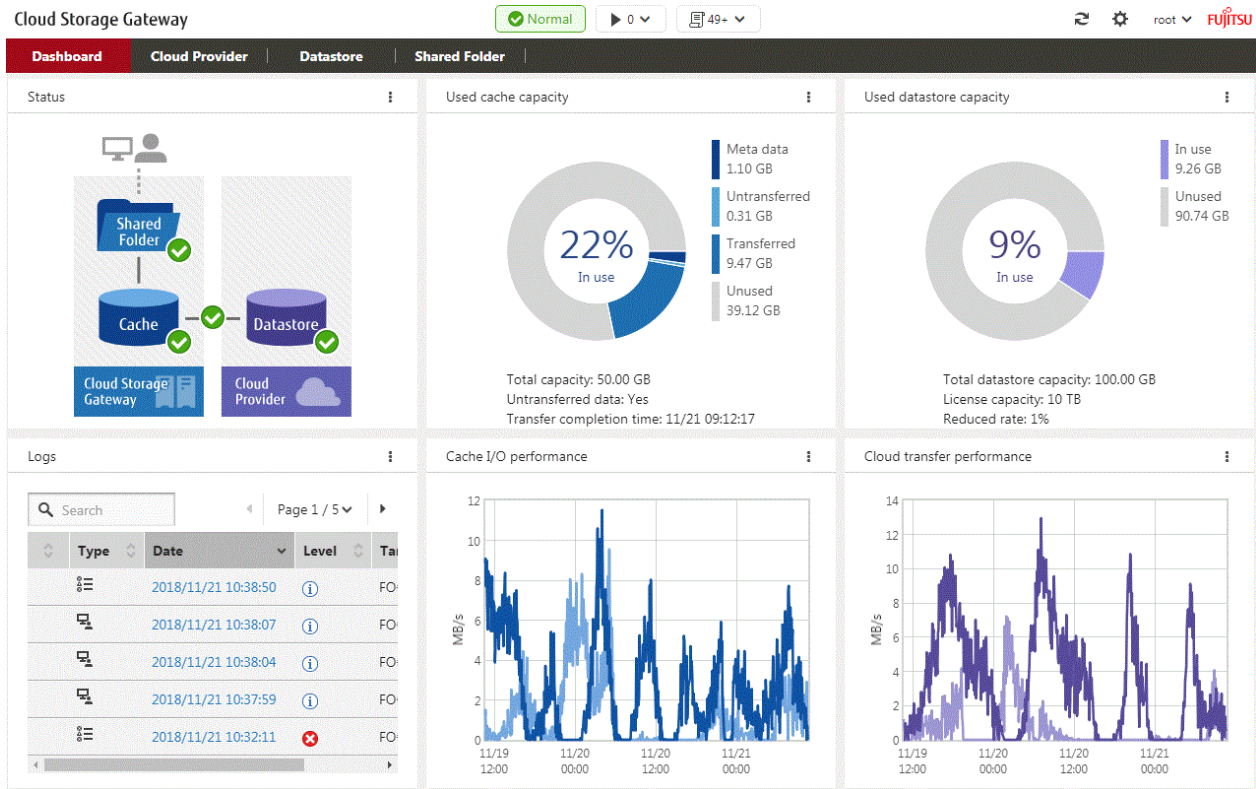 Cloud Storage Gateway
Normal
0
49+
root
FUJITSU
Dashboard
Cloud Provider
Datastore
Shared Folder
Status
Shared
Folder
Cache
Datastore
Cloud Storage
Gateway
Cloud
Provider
Used cache capacity
22%
In use
Meta data
1.10 GB
Untransferred
0.31 GB
Transferred
9.47 GB
Unused
39.12 GB
Total capacity: 50.00 GB
Untransferred data: Yes
Transfer completion time: 11/21 09:12:17
Used datastore capacity
9%
In use
In use
9.26 GB
Unused
90.74 GB
Total datastore capacity: 100.00 GB
License capacity: 10 TB
Reduced rate: 1%
Logs
Search
Page 1 / 5
Type Date Level Ta
2018/11/21 10:38:50 FO
2018/11/21 10:38:07 FO
2018/11/21 10:38:04 FO
2018/11/21 10:37:59 FO
2018/11/21 10:32:11 FO
Cache I/O performance
MB/s
12
10
8
6
4
2
0
11/19 11/20 11/20 11/21
12:00 00:00 12:00 00:00
Cloud transfer performance
MB/s
14
12
10
8
6
4
2
0
11/19 11/20 11/20 11/21
12:00 00:00 12:00 00:00